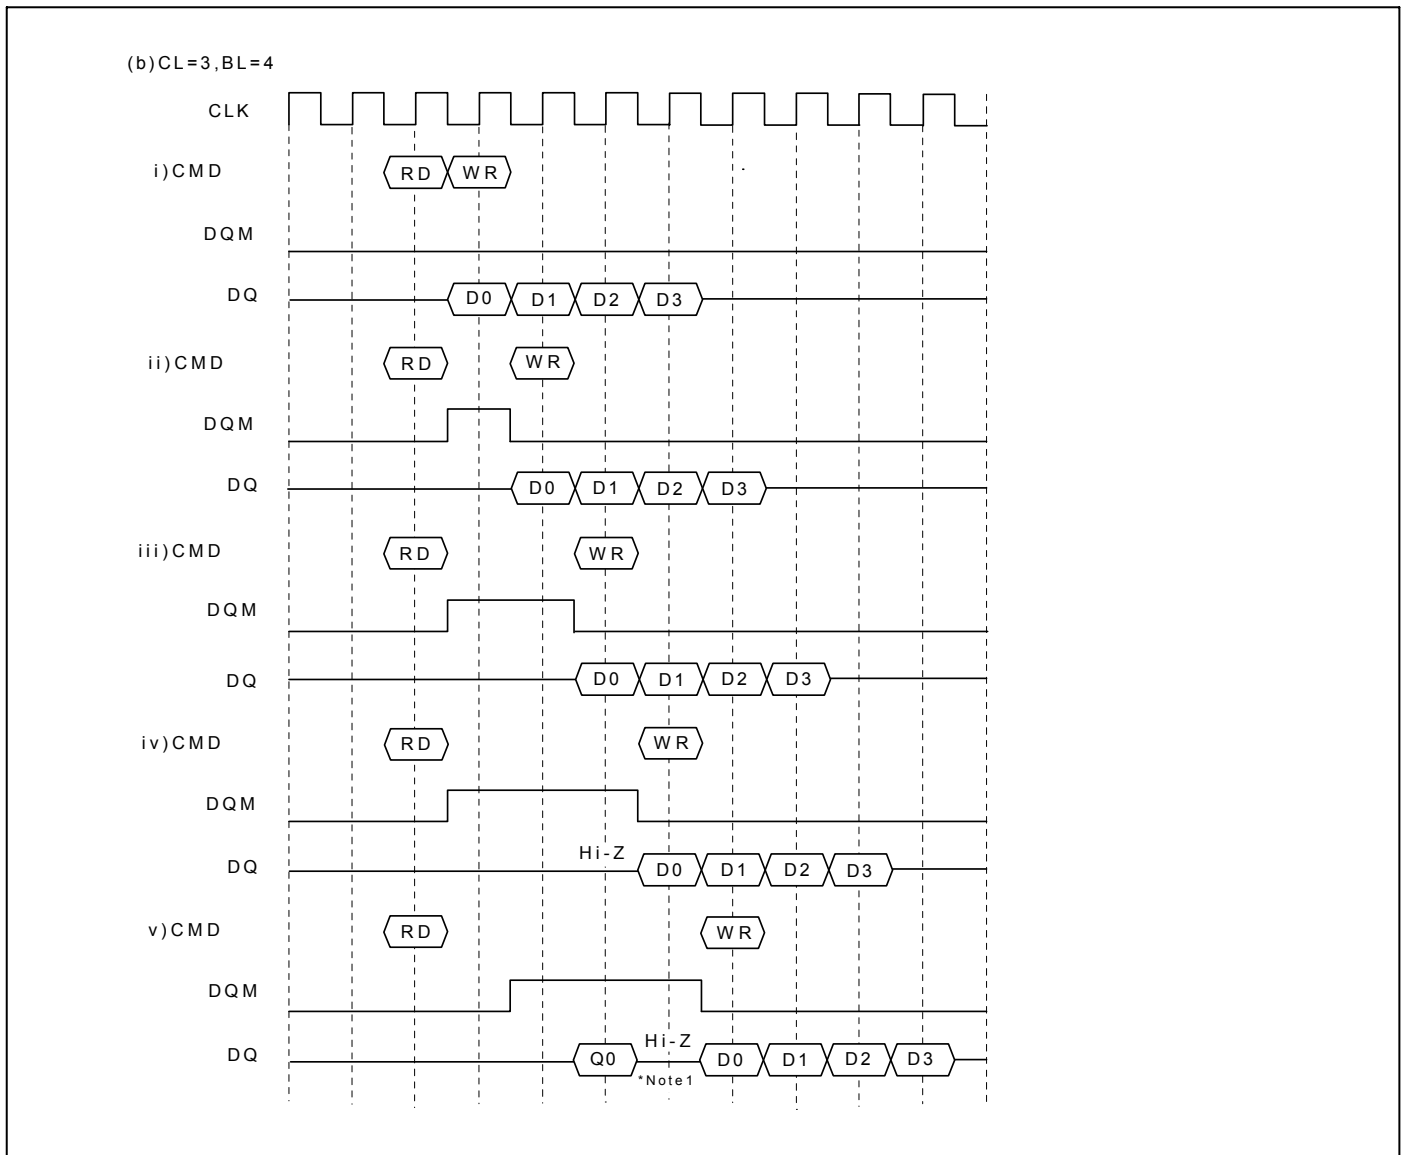 (b)CL=3,BL=4
CLK
i)CMD RD WR
DQM
DQ D0 D1 D2 D3
ii)CMD RD WR
DQM
DQ D0 D1 D2 D3
iii)CMD RD WR
DQM
DQ D0 D1 D2 D3
iv)CMD RD WR
DQM
Hi-Z
DQ D0 D1 D2 D3
v)CMD RD WR
DQM
Hi-Z
DQ Q0 D0 D1 D2 D3
*Note1